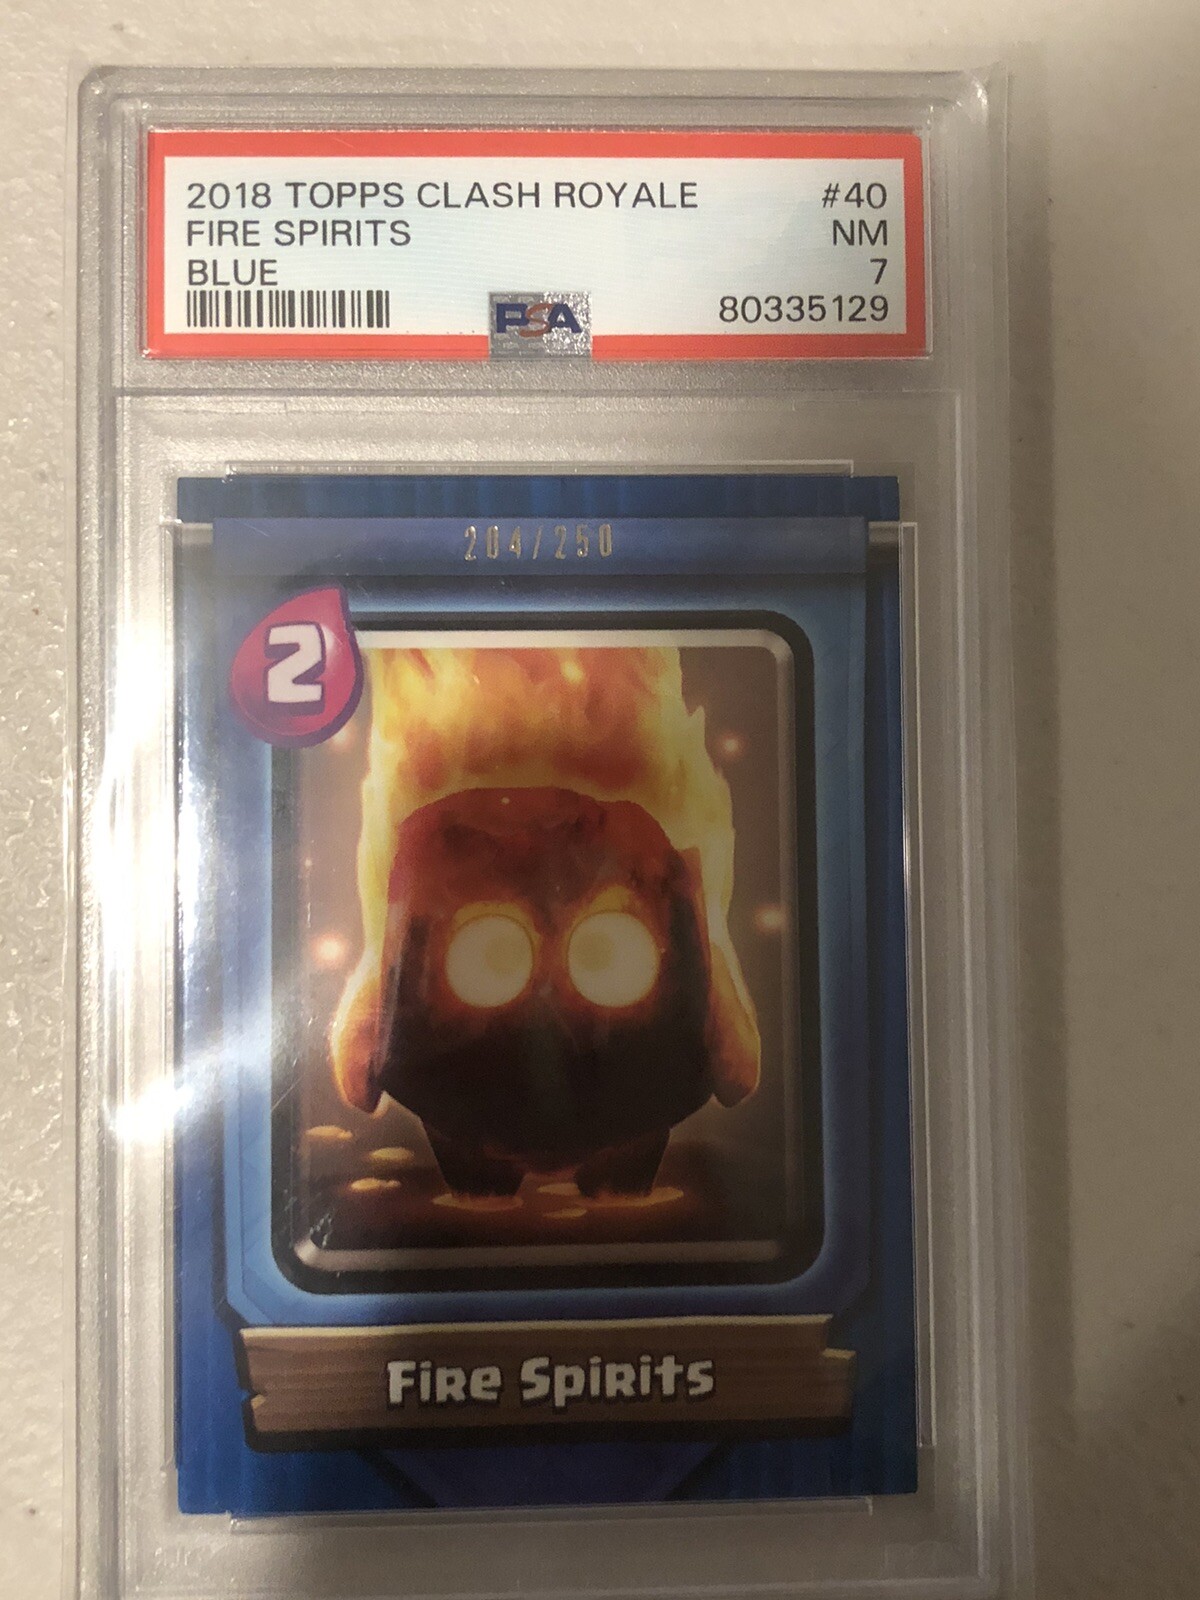 2018 TOPPS CLASH ROYALE #40
FIRE SPIRITS NM
BLUE 7
PSA 80335129
204/250
2
Fire Spirits